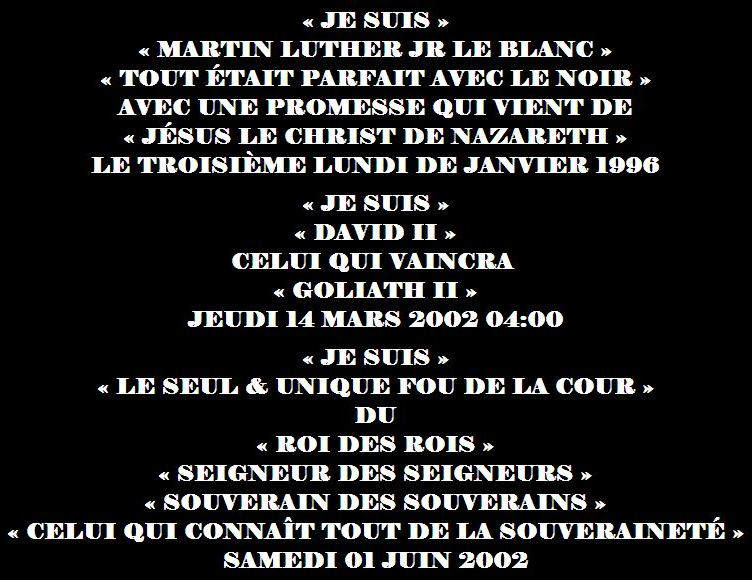 « JE SUIS »
« MARTIN LUTHER JR LE BLANC »
« TOUT ÉTAIT PARFAIT AVEC LE NOIR »
AVEC UNE PROMESSE QUI VIENT DE
« JÉSUS LE CHRIST DE NAZARETH »
LE TROISIÈME LUNDI DE JANVIER 1996
« JE SUIS »
« DAVID II »
CELUI QUI VAINCRA
« GOLIATH II »
JEUDI 14 MARS 2002 04:00
« JE SUIS »
« LE SEUL & UNIQUE FOU DE LA COUR »
DU
« ROI DES ROIS »
« SEIGNEUR DES SEIGNEURS »
« SOUVERAIN DES SOUVERAINS »
« CELUI QUI CONNAÎT TOUT DE LA SOUVERAINETÉ »
SAMEDI 01 JUIN 2002